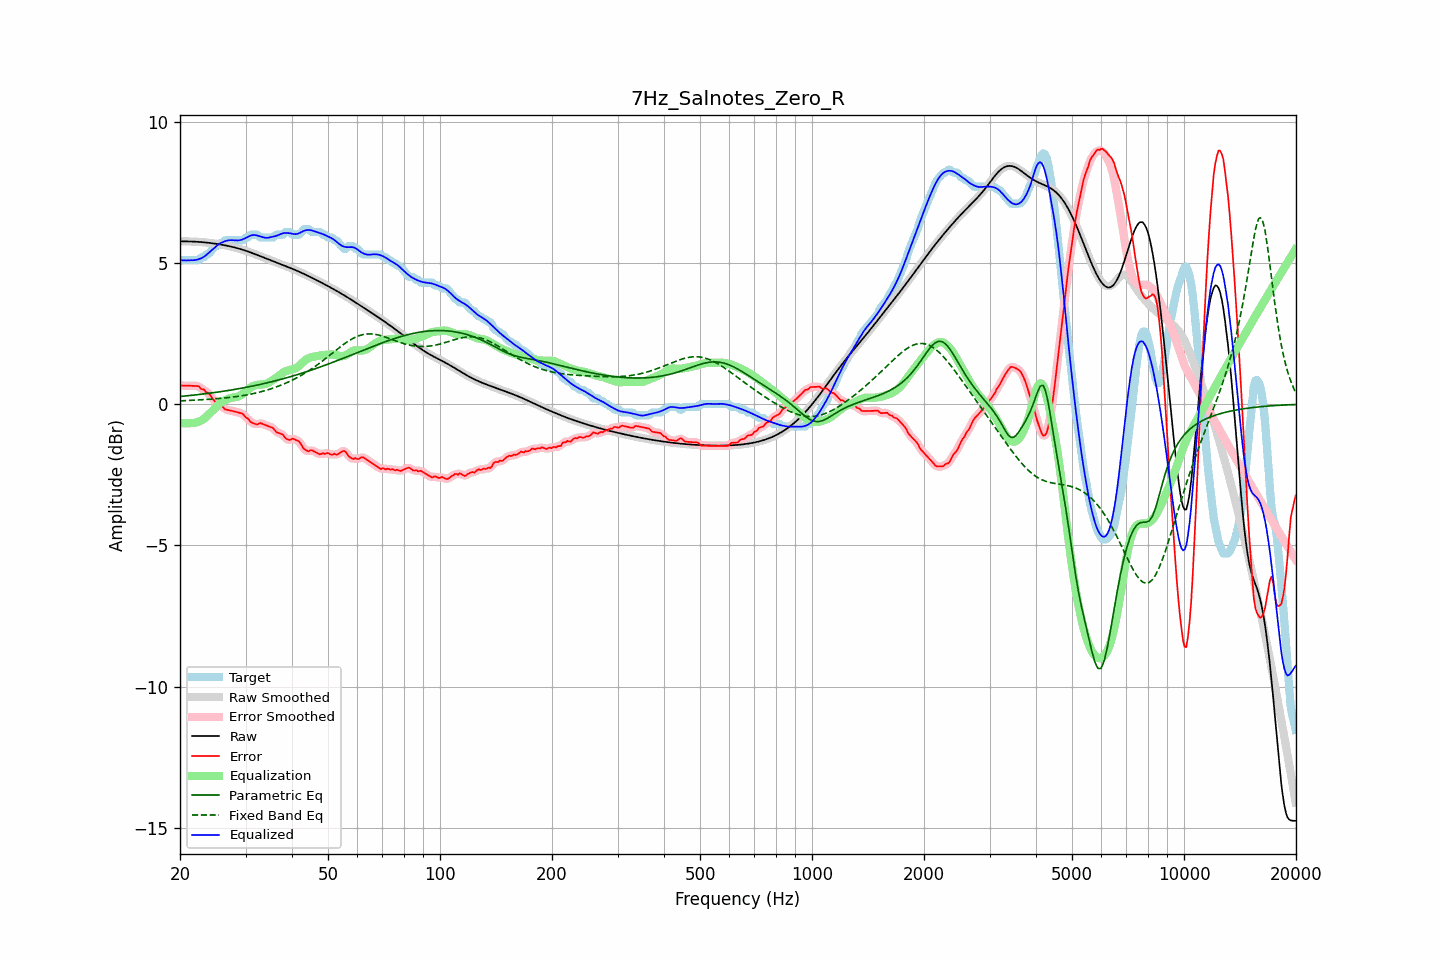 7Hz_Salnotes_Zero_R
10
5
0
−5
−10
−15
Amplitude (dBr)
Target
Raw Smoothed
Error Smoothed
Raw
Error
Equalization
Parametric Eq
Fixed Band Eq
Equalized
20
50
100
200
500
1000
2000
5000
10000
20000
Frequency (Hz)